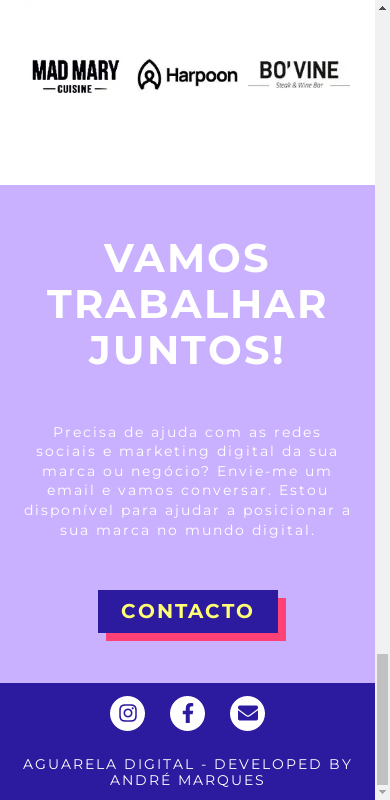 MAD MARY
CUISINE
Harpoon
BO'VINE
Steak & Wine Bar
VAMOS
TRABALHAR
JUNTOS!
Precisa de ajuda com as redes
sociais e marketing digital da sua
marca ou negócio? Envie-me um
email e vamos conversar. Estou
disponível para ajudar a posicionar a
sua marca no mundo digital.
CONTACTO
AGUARELA DIGITAL - DEVELOPED BY
ANDRÉ MARQUES